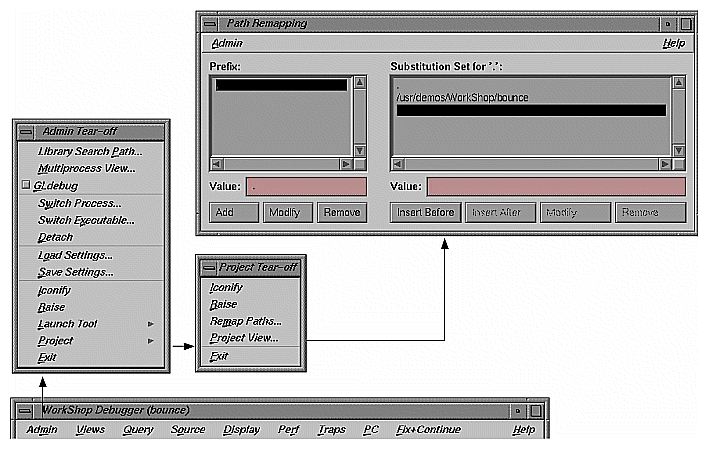 Path Remapping
Admin Help
Prefix: Substitution Set for '.':
.
/usr/demos/WorkShop/bounce
Value: . Value:
Add Modify Remove Insert Before Insert After Modify Remove
Admin Tear-off
Library Search Path...
Multiprocess View...
GLdebug
Switch Process...
Switch Executable...
Detach
Load Settings...
Save Settings...
Iconify
Raise
Launch Tool
Project
Exit
Project Tear-off
Iconify
Raise
Remap Paths...
Project View...
Exit
WorkShop Debugger (bounce)
Admin Views Query Source Display Perf Traps PC Fix+Continue Help